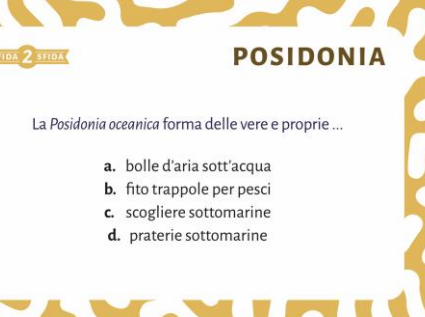 SFIDA 2 SFIDA
POSIDONIA
La Posidonia oceanica forma delle vere e proprie ...
a. bolle d'aria sott'acqua
b. fito trappole per pesci
c. scogliere sottomarine
d. praterie sottomarine